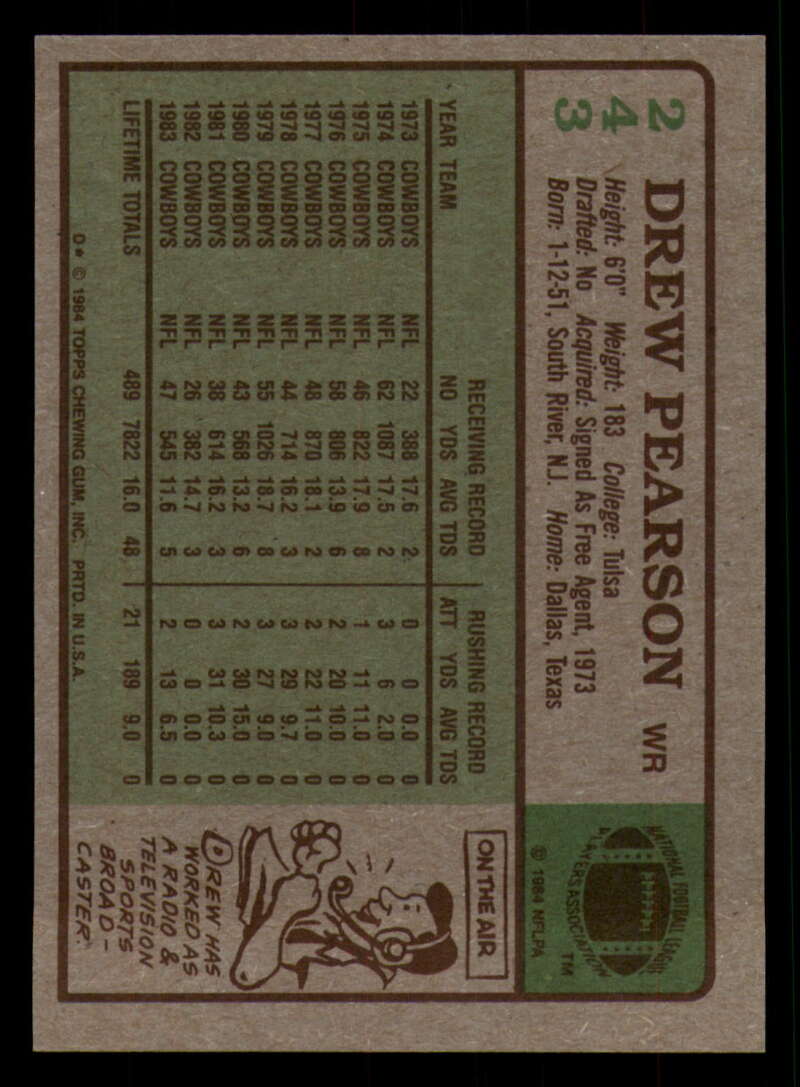 243
DREW PEARSON WR
Height: 6'0" Weight: 183 College: Tulsa
Drafted: No Acquired: Signed As Free Agent, 1973
Born: 1-12-51, South River, N.J. Home: Dallas, Texas
NATIONAL FOOTBALL LEAGUE
PLAYERS ASSOCIATION
TM
© 1984 NFLPA
RECEIVING RECORD RUSHING RECORD
YEAR TEAM NO YDS AVG TDS ATT YDS AVG TDS
1973 COWBOYS NFL 22 388 17.6 2 0 0 0.0 0
1974 COWBOYS NFL 62 1087 17.5 2 3 6 2.0 0
1975 COWBOYS NFL 46 822 17.9 8 1 11 11.0 0
1976 COWBOYS NFL 58 806 13.9 6 2 20 10.0 0
1977 COWBOYS NFL 48 870 18.1 2 2 22 11.0 0
1978 COWBOYS NFL 44 714 16.2 3 3 29 9.7 0
1979 COWBOYS NFL 55 1026 18.7 8 3 27 9.0 0
1980 COWBOYS NFL 43 568 13.2 6 2 30 15.0 0
1981 COWBOYS NFL 38 614 16.2 3 3 31 10.3 0
1982 COWBOYS NFL 26 382 14.7 3 0 0 0.0 0
1983 COWBOYS NFL 47 545 11.6 5 2 13 6.5 0
LIFETIME TOTALS 489 7822 16.0 48 21 189 9.0 0
D* © 1984 TOPPS CHEWING GUM, INC. PRTD. IN U.S.A.
ON THE AIR
DREW HAS
WORKED AS
A RADIO &
TELEVISION
SPORTS
BROAD-
CASTER.